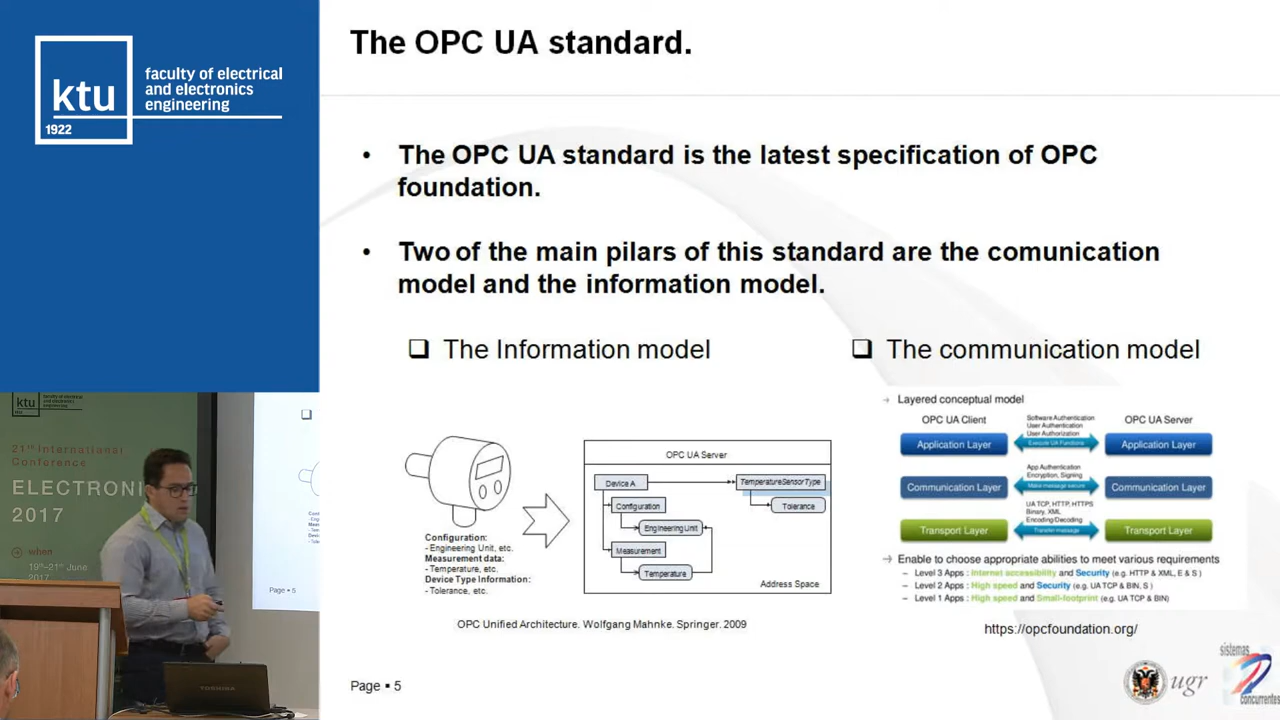 The OPC UA standard.
ktu
1922
faculty of electrical
and electronics
engineering
• The OPC UA standard is the latest specification of OPC
foundation.
• Two of the main pilars of this standard are the comunication
model and the information model.
❑ The Information model
❑ The communication model
Configuration:
- Engineering Unit, etc.
Measurement data:
- Temperature, etc.
Device Type Information:
- Tolerance, etc.
OPC UA Server
Device A
TemperatureSensorType
Configuration
Tolerance
Engineering Unit
Measurement
Temperature
Address Space
OPC Unified Architecture. Wolfgang Mahnke. Springer. 2009
→ Layered conceptual model
OPC UA Client
Software Authentication
User Authentication
User Authorization
OPC UA Server
Application Layer
Execute UA Functions
Application Layer
App Authentication
Encryption, Signing
Communication Layer
Make message secure
Communication Layer
UA TCP, HTTP, HTTPS
Binary, XML
Encoding/Decoding
Transport Layer
Transfer message
Transport Layer
→ Enable to choose appropriate abilities to meet various requirements
– Level 3 Apps : Internet accessibility and Security (e.g. HTTP & XML, E & S )
– Level 2 Apps : High speed and Security (e.g. UA TCP & BIN, S )
– Level 1 Apps : High speed and Small-footprint (e.g. UA TCP & BIN)
https://opcfoundation.org/
Page ▪ 5
ugr
sistemas
concurrentes
ktu
faculty of electrical
and electronics
engineering
21st International
Conference
ELECTRONI
2017
when
19th–21st June
2017
Page ▪ 5
TOSHIBA